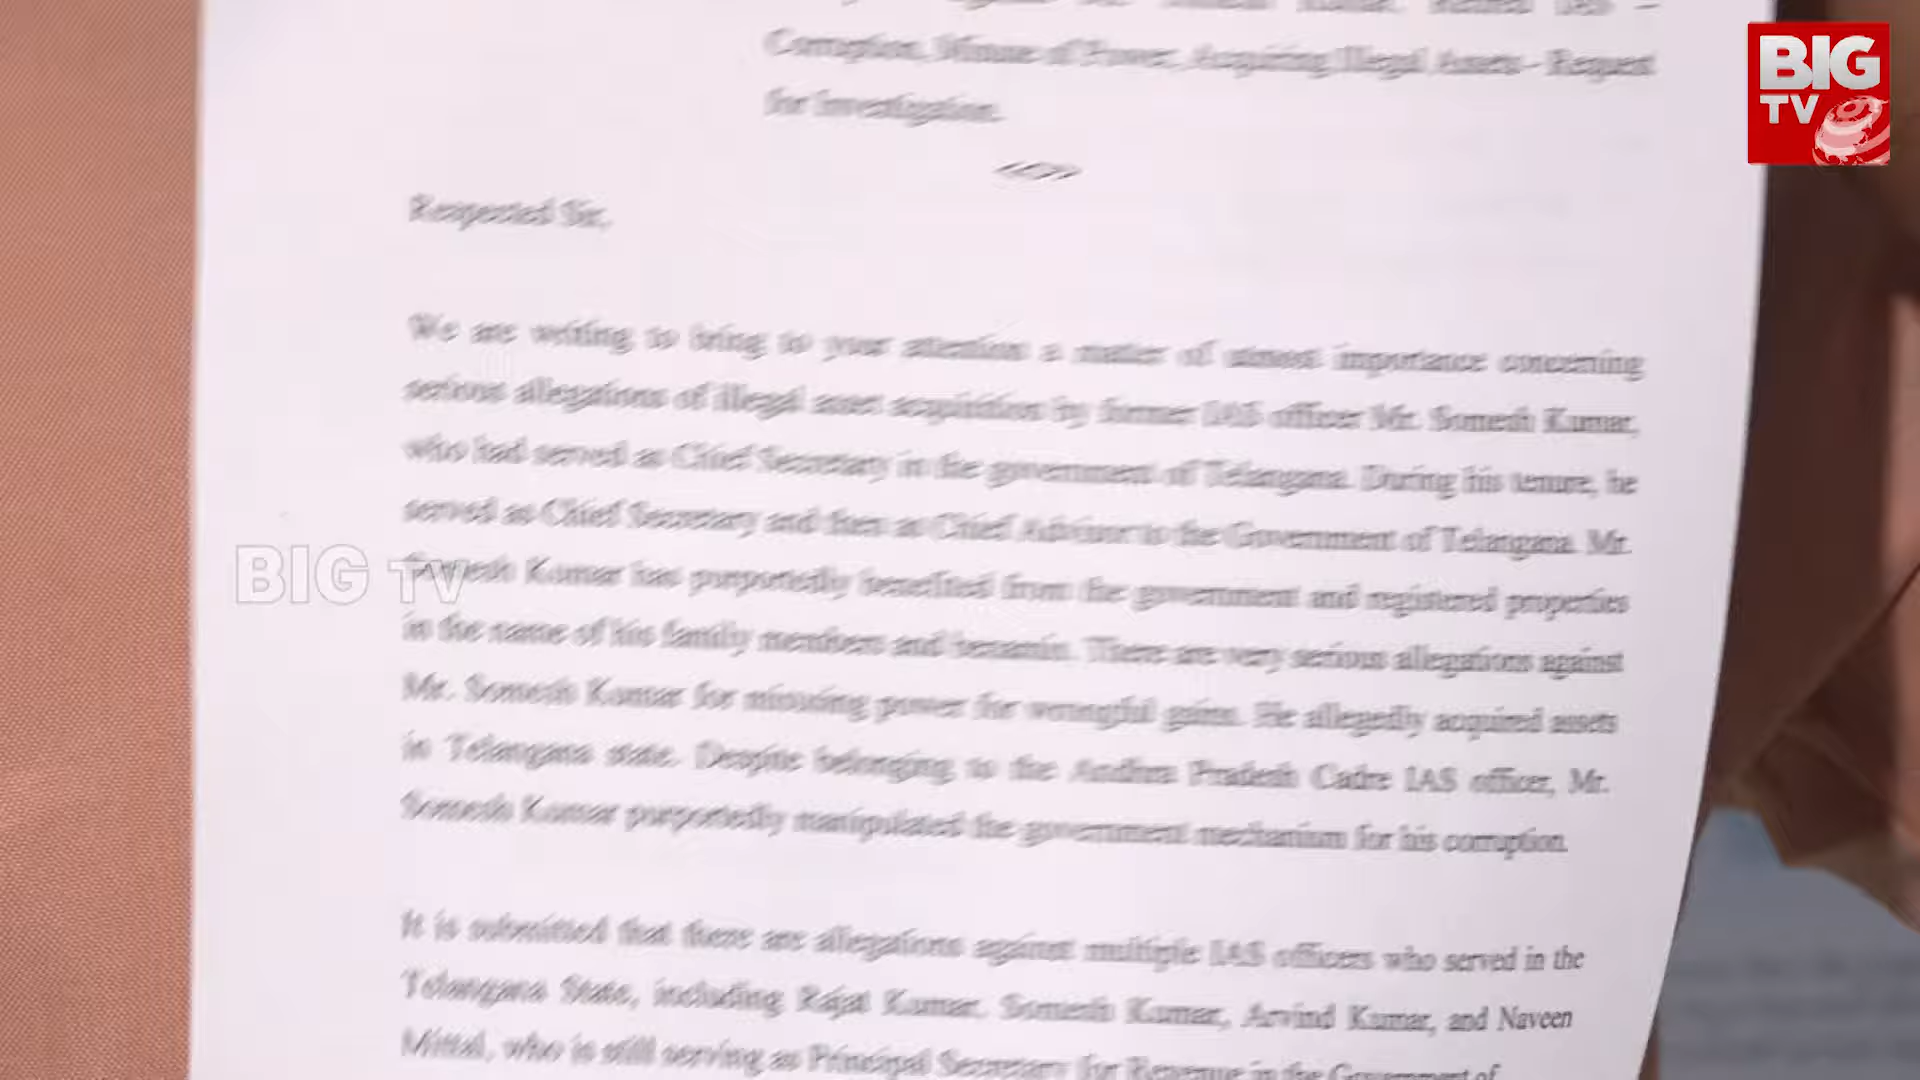 Corruption, Misuse of Power, Acquiring Illegal Assets - Request
for Investigation.
BIG
TV
Respected Sir,
We are writing to bring to your attention a matter of utmost importance concerning
serious allegations of illegal asset acquisition by former IAS officer Mr. Somesh Kumar,
who had served as Chief Secretary in the government of Telangana. During his tenure, he
served as Chief Secretary and then as Chief Advisor to the Government of Telangana. Mr.
BIG TV
Somesh Kumar has purportedly benefited from the government and registered properties
in the name of his family members and benamis. There are very serious allegations against
Mr. Somesh Kumar for misusing power for wrongful gains. He allegedly acquired assets
in Telangana state. Despite belonging to the Andhra Pradesh Cadre IAS officer, Mr.
Somesh Kumar purportedly manipulated the government mechanism for his corruption.
It is submitted that there are allegations against multiple IAS officers who served in the
Telangana State, including Rajat Kumar, Somesh Kumar, Arvind Kumar, and Naveen
Mittal, who is still serving as Principal Secretary for Revenue in the Government of